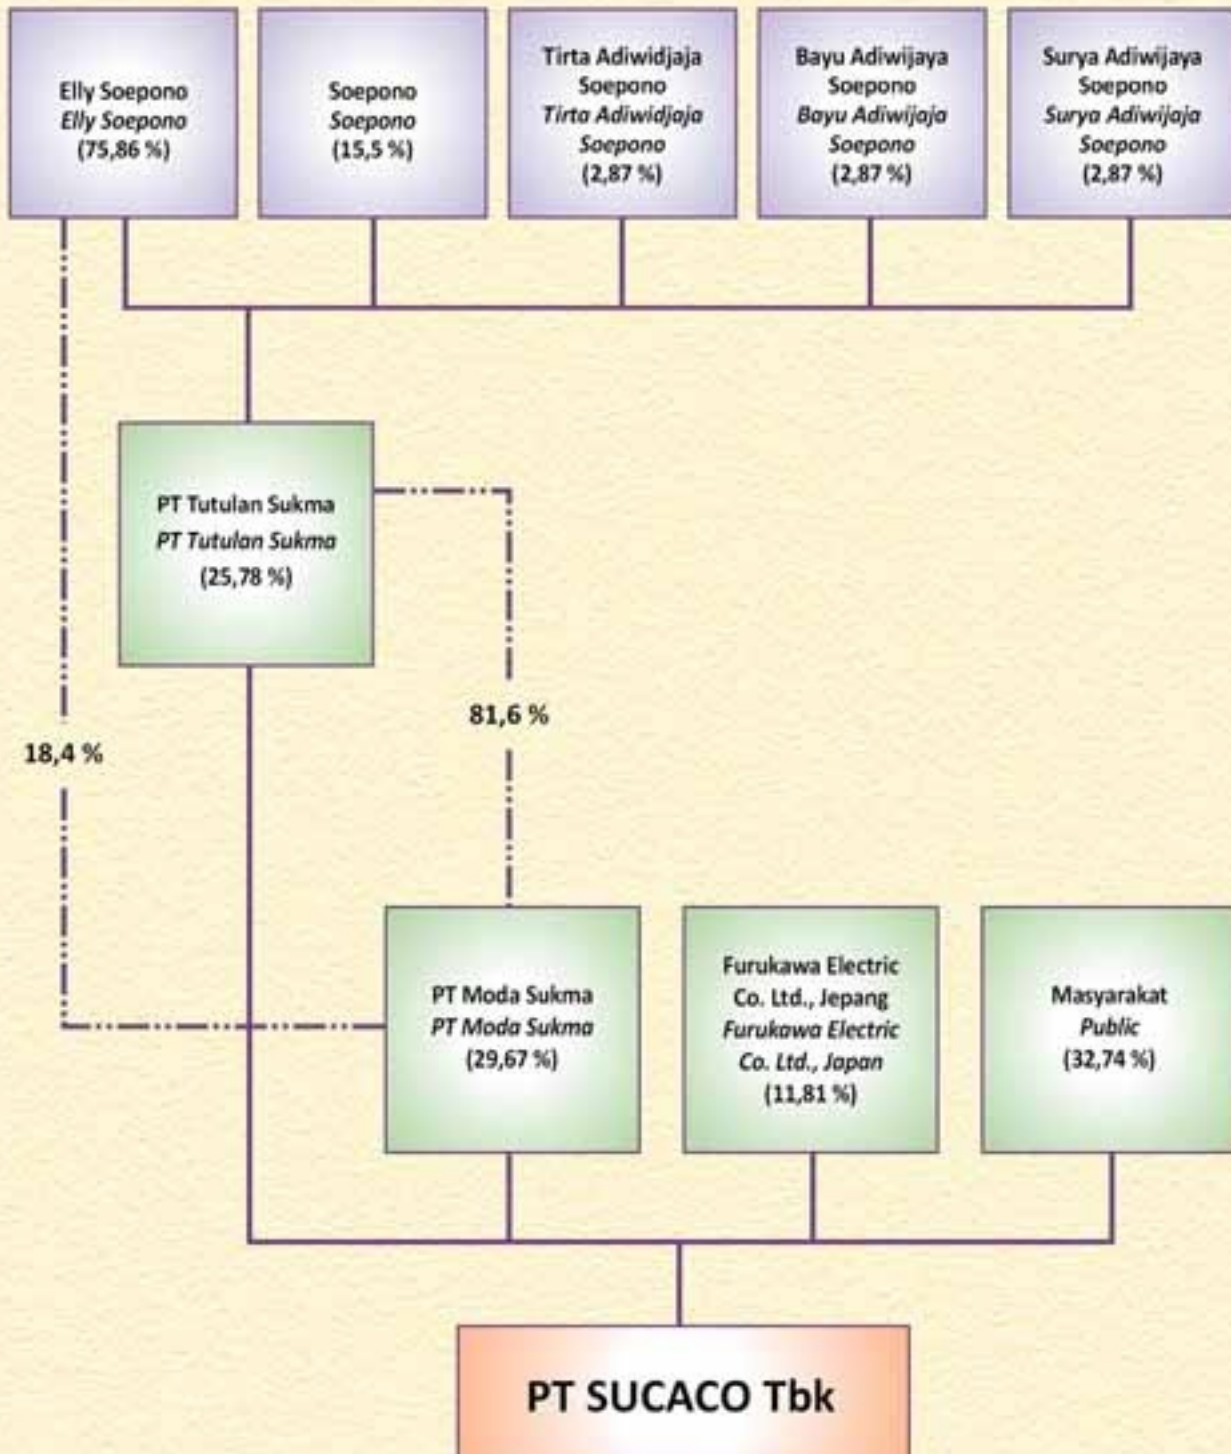 Elly Soepono
Elly Soepono
(75,86 %)
Soepono
Soepono
(15,5 %)
Tirta Adiwidjaja
Soepono
Tirta Adiwidjaja
Soepono
(2,87 %)
Bayu Adiwijaya
Soepono
Bayu Adiwijaja
Soepono
(2,87 %)
Surya Adiwijaya
Soepono
Surya Adiwijaja
Soepono
(2,87 %)
PT Tutulan Sukma
PT Tutulan Sukma
(25,78 %)
81,6 %
18,4 %
PT Moda Sukma
PT Moda Sukma
(29,67 %)
Furukawa Electric
Co. Ltd., Jepang
Furukawa Electric
Co. Ltd., Japan
(11,81 %)
Masyarakat
Public
(32,74 %)
PT SUCACO Tbk